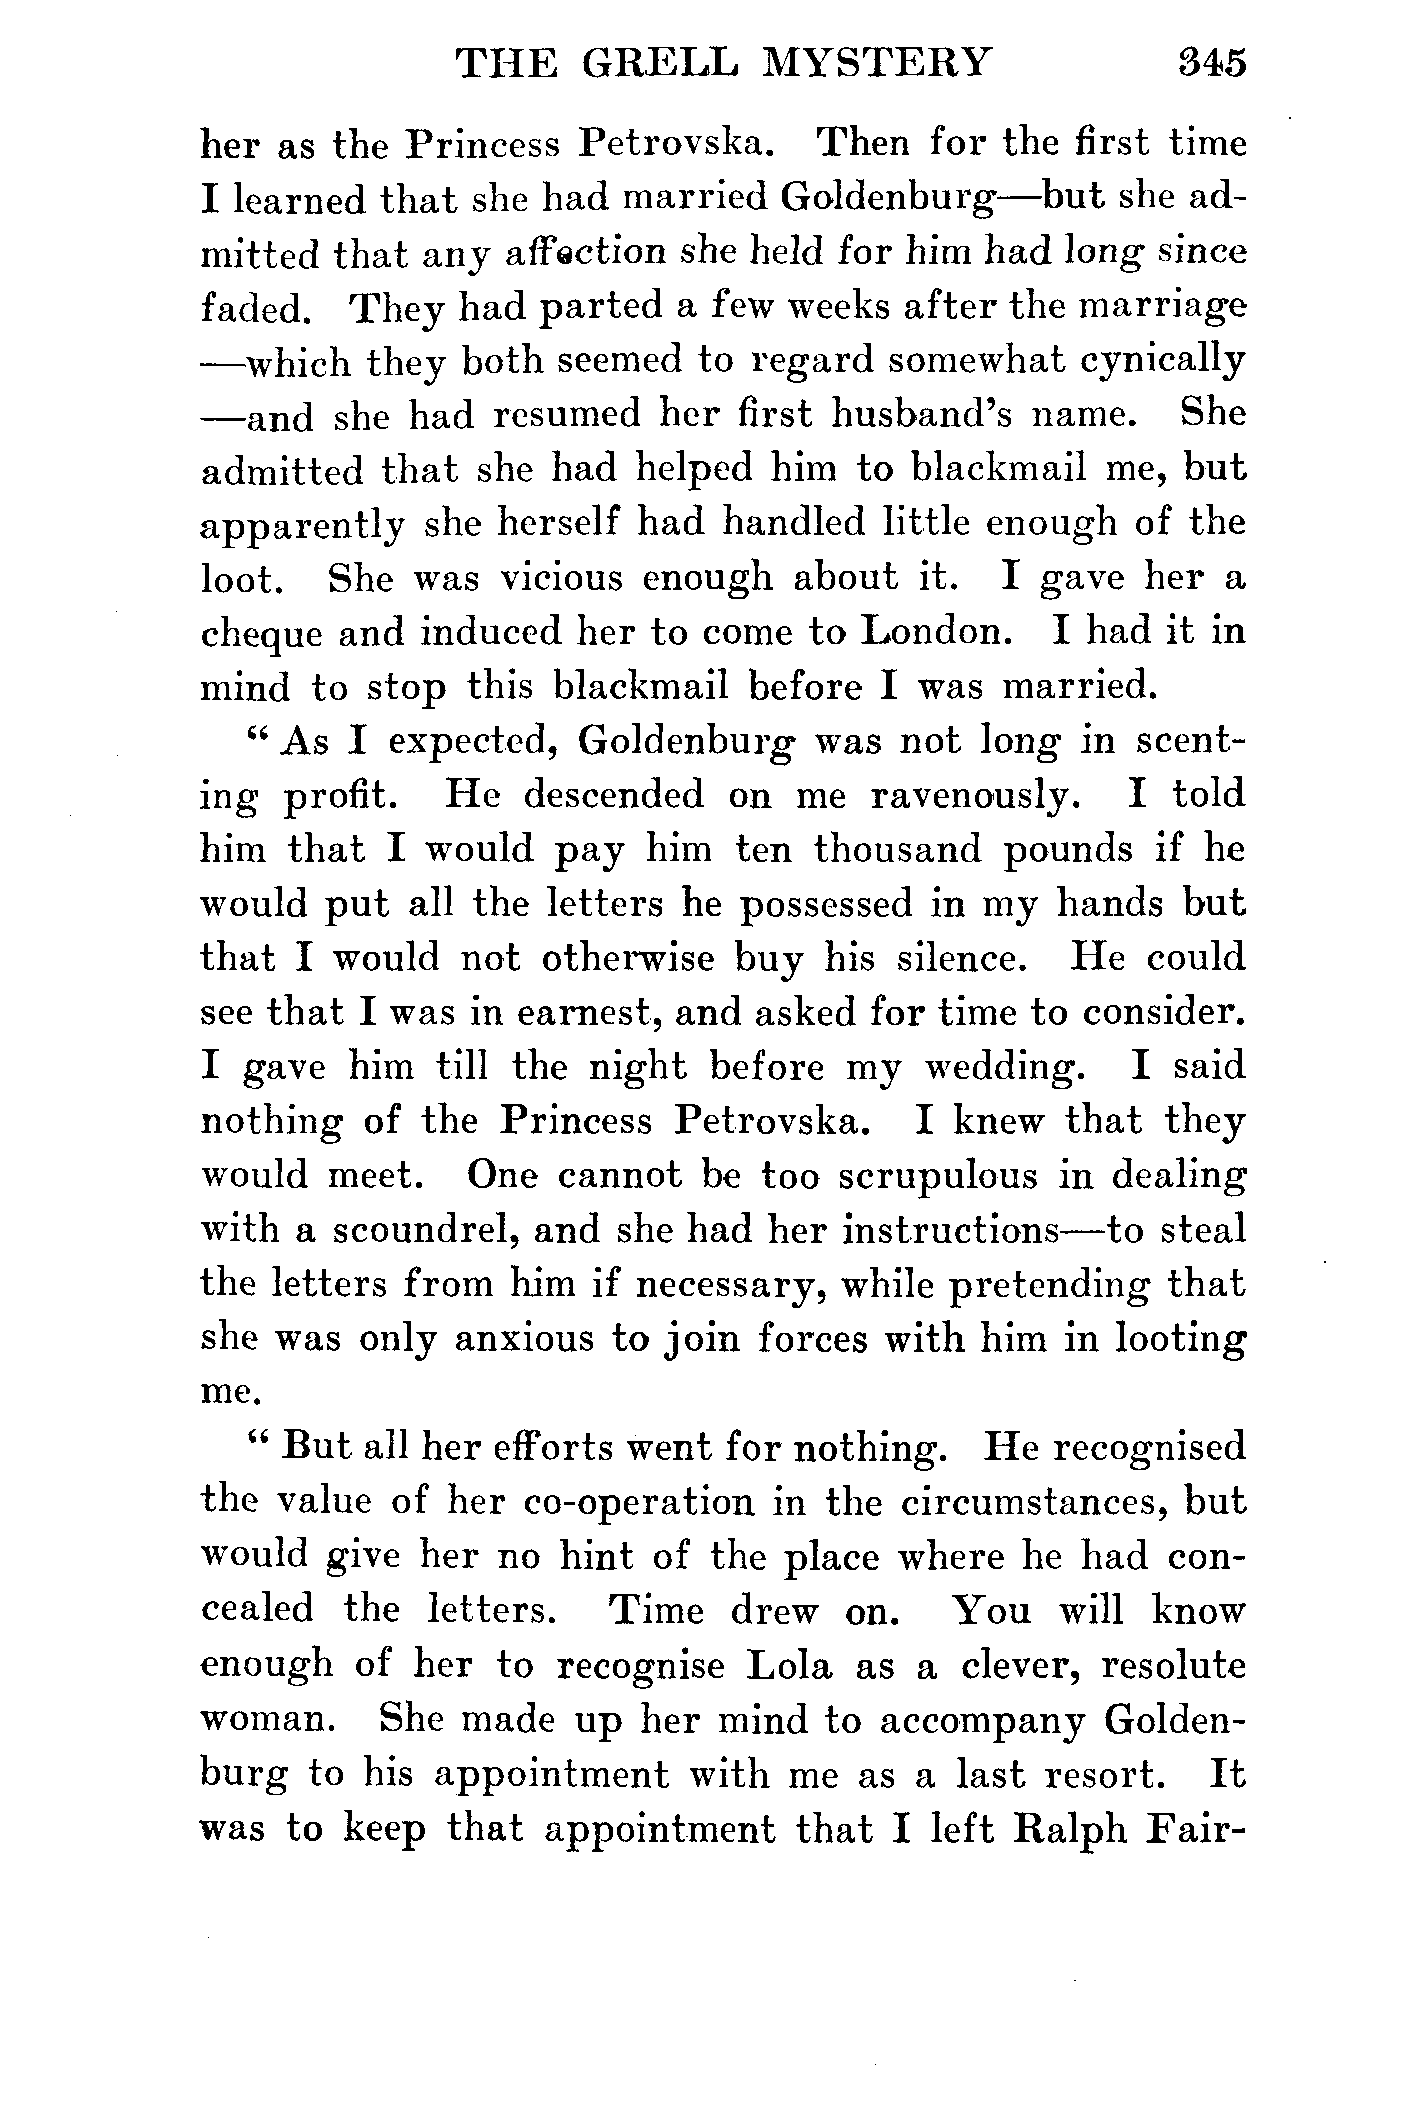 THE GRELL MYSTERY 345
her as the Princess Petrovska. Then for the first time
I learned that she had married Goldenburg—but she ad-
mitted that any affection she held for him had long since
faded. They had parted a few weeks after the marriage
—which they both seemed to regard somewhat cynically
—and she had resumed her first husband's name. She
admitted that she had helped him to blackmail me, but
apparently she herself had handled little enough of the
loot. She was vicious enough about it. I gave her a
cheque and induced her to come to London. I had it in
mind to stop this blackmail before I was married.
“ As I expected, Goldenburg was not long in scent-
ing profit. He descended on me ravenously. I told
him that I would pay him ten thousand pounds if he
would put all the letters he possessed in my hands but
that I would not otherwise buy his silence. He could
see that I was in earnest, and asked for time to consider.
I gave him till the night before my wedding. I said
nothing of the Princess Petrovska. I knew that they
would meet. One cannot be too scrupulous in dealing
with a scoundrel, and she had her instructions—to steal
the letters from him if necessary, while pretending that
she was only anxious to join forces with him in looting
me.
“ But all her efforts went for nothing. He recognised
the value of her co-operation in the circumstances, but
would give her no hint of the place where he had con-
cealed the letters. Time drew on. You will know
enough of her to recognise Lola as a clever, resolute
woman. She made up her mind to accompany Golden-
burg to his appointment with me as a last resort. It
was to keep that appointment that I left Ralph Fair-